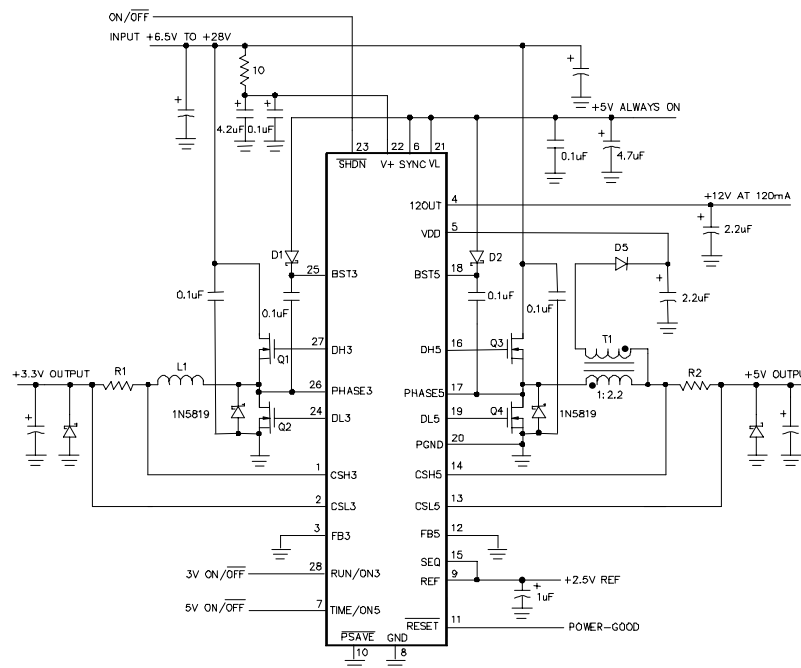 ON/OFF
INPUT +6.5V TO +28V
10
+
+
+
+
4.2uF
0.1uF
+5V ALWAYS ON
0.1uF
+
4.7uF
23
22
6
21
SHDN
V+
SYNC
VL
12OUT
4
+12V AT 120mA
+
2.2uF
VDD
5
D1
D2
D5
25
BST3
BST5
18
0.1uF
0.1uF
0.1uF
0.1uF
+
2.2uF
T1
27
DH3
DH5
16
Q1
Q3
+3.3V OUTPUT
R1
L1
26
PHASE3
PHASE5
17
1:2.2
R2
+5V OUTPU
+
1N5819
24
DL3
DL5
19
Q2
Q4
1N5819
+
PGND
20
1
CSH3
CSH5
14
2
CSL3
CSL5
13
3
FB3
FB5
12
SEQ
15
3V ON/OFF
28
RUN/ON3
REF
9
+2.5V REF
+
1uF
5V ON/OFF
7
TIME/ON5
RESET
11
POWER-GOOD
PSAVE
GND
10
8